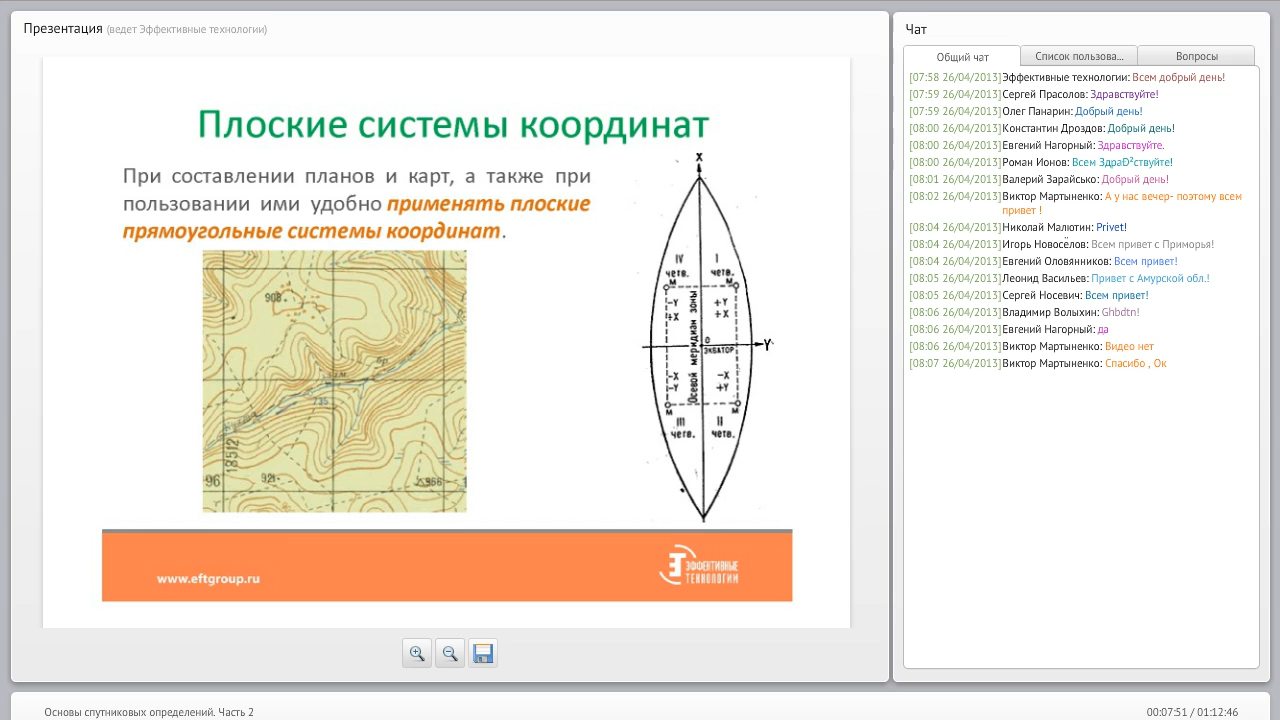 Презентация (ведет Эффективные технологии)
Плоские системы координат
При составлении планов и карт, а также при
пользовании ими удобно применять плоские
прямоугольные системы координат.
908.
бр.
735
18512
96
921.
966
1
X
IV
четв.
I
четв.
M
M
-Y
+X
+Y
+X
Осевой меридиан зоны
O
ЭКВАТОР
Y
-X
-Y
-X
+Y
M
M
III
четв.
II
четв.
www.eftgroup.ru
ЭФФЕКТИВНЫЕ
ТЕХНОЛОГИИ
Чат
Общий чат
Список пользова...
Вопросы
[07:58 26/04/2013]Эффективные технологии: Всем добрый день!
[07:59 26/04/2013]Сергей Прасолов: Здравствуйте!
[07:59 26/04/2013]Олег Панарин: Добрый день!
[08:00 26/04/2013]Константин Дроздов: Добрый день!
[08:00 26/04/2013]Евгений Нагорный: Здравствуйте.
[08:00 26/04/2013]Роман Ионов: Всем ЗдраÐ²ствуйте!
[08:01 26/04/2013]Валерий Зарайсько: Добрый день!
[08:02 26/04/2013]Виктор Мартыненко: А у нас вечер- поэтому всем
привет !
[08:04 26/04/2013]Николай Малютин: Privet!
[08:04 26/04/2013]Игорь Новосёлов: Всем привет с Приморья!
[08:04 26/04/2013]Евгений Оловянников: Всем привет!
[08:05 26/04/2013]Леонид Васильев: Привет с Амурской обл.!
[08:05 26/04/2013]Сергей Носевич: Всем привет!
[08:06 26/04/2013]Владимир Волыхин: Ghbdtn!
[08:06 26/04/2013]Евгений Нагорный: да
[08:06 26/04/2013]Виктор Мартыненко: Видео нет
[08:07 26/04/2013]Виктор Мартыненко: Спасибо , Ок
Основы спутниковых определений. Часть 2
00:07:51 / 01:12:46